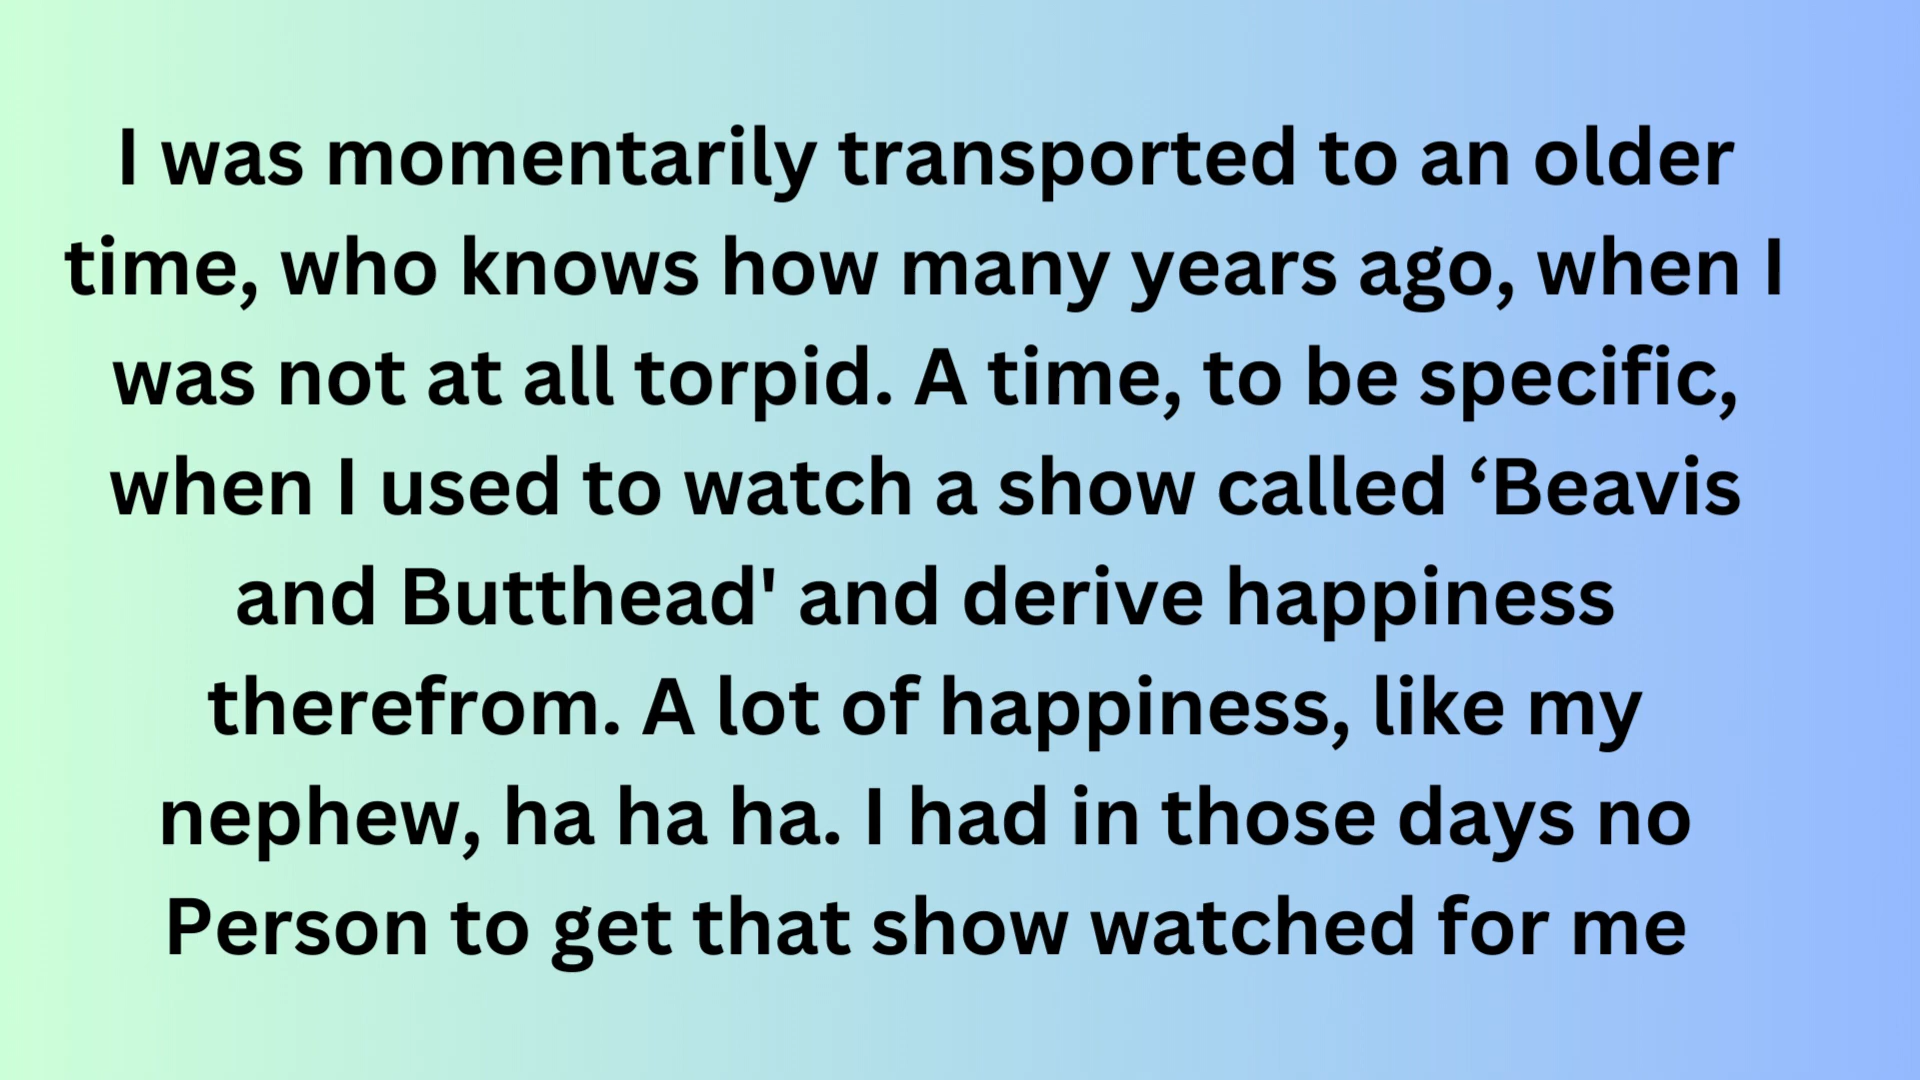 I was momentarily transported to an older
time, who knows how many years ago, when I
was not at all torpid. A time, to be specific,
when I used to watch a show called ‘Beavis
and Butthead' and derive happiness
therefrom. A lot of happiness, like my
nephew, ha ha ha. I had in those days no
Person to get that show watched for me